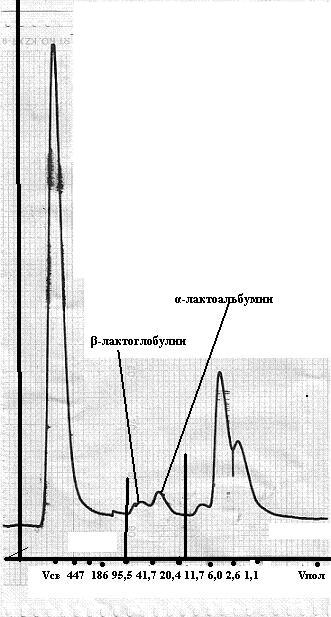 α-лактоальбумин
β-лактоглобулин
Vсв 447 186 95,5 41,7 20,4 11,7 6,0 2,6 1,1 Vпол